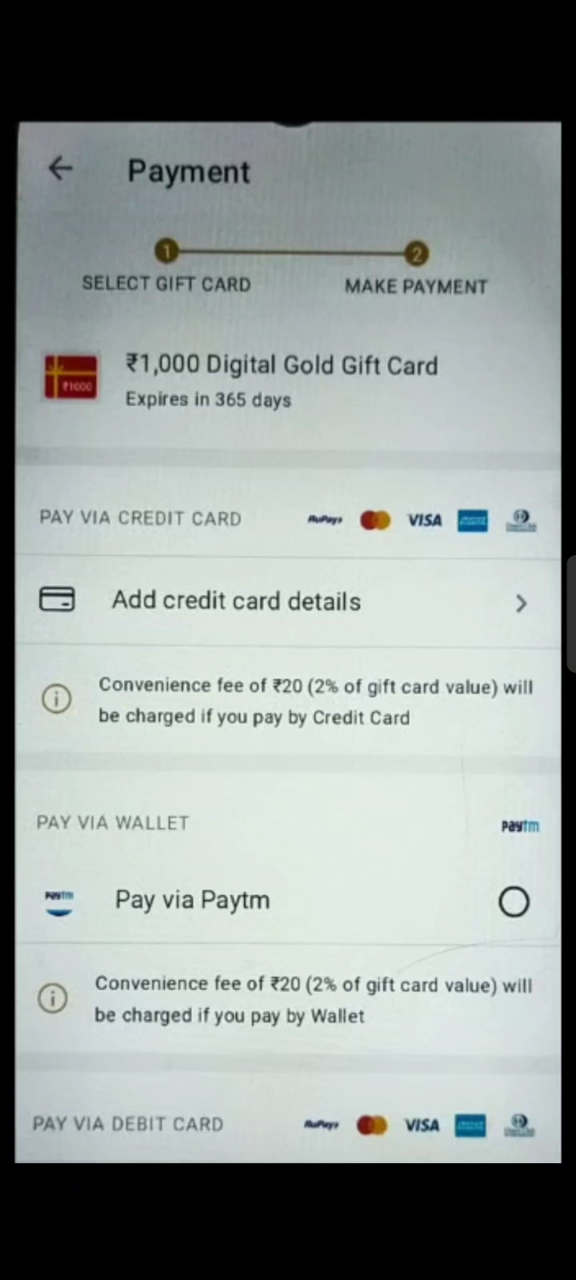 Payment
1
2
SELECT GIFT CARD
MAKE PAYMENT
₹1,000 Digital Gold Gift Card
₹1000
Expires in 365 days
PAY VIA CREDIT CARD
RuPay
VISA
Add credit card details
Convenience fee of ₹20 (2% of gift card value) will
be charged if you pay by Credit Card
PAY VIA WALLET
Paytm
Paytm
Pay via Paytm
Convenience fee of ₹20 (2% of gift card value) will
be charged if you pay by Wallet
PAY VIA DEBIT CARD
RuPay
VISA